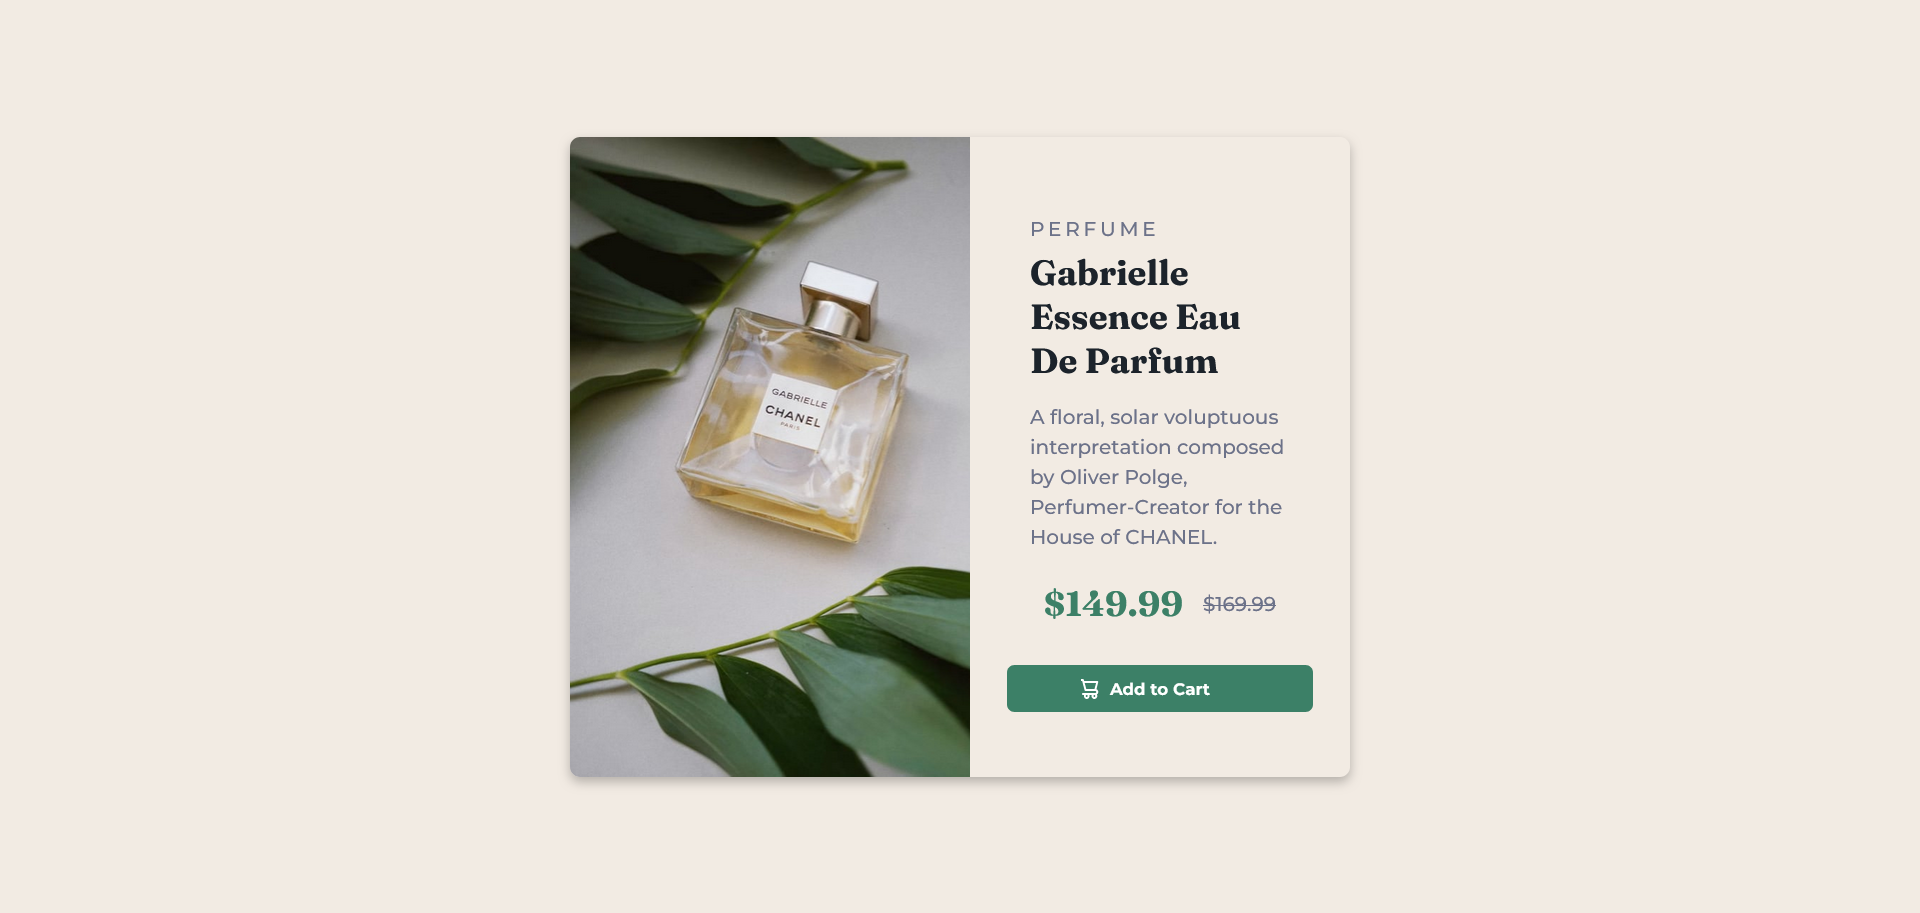 GABRIELLE
CHANEL
PARIS
PERFUME
Gabrielle
Essence Eau
De Parfum
A floral, solar voluptuous
interpretation composed
by Oliver Polge,
Perfumer-Creator for the
House of CHANEL.
$149.99 $169.99
Add to Cart